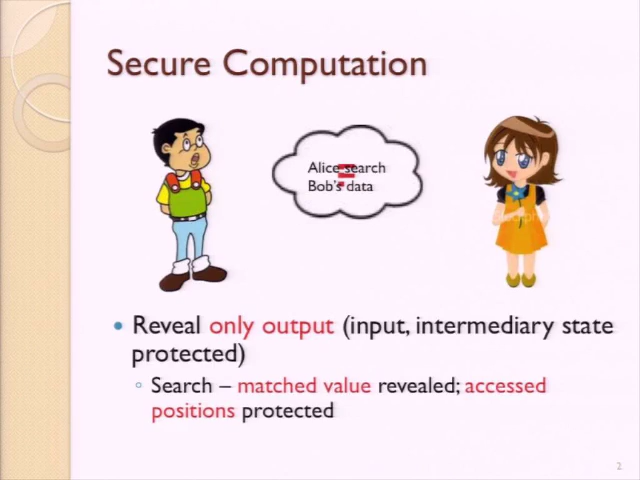 Secure Computation
Alice search
Bob's data
• Reveal only output (input, intermediary state
protected)
◦ Search – matched value revealed; accessed
positions protected
2